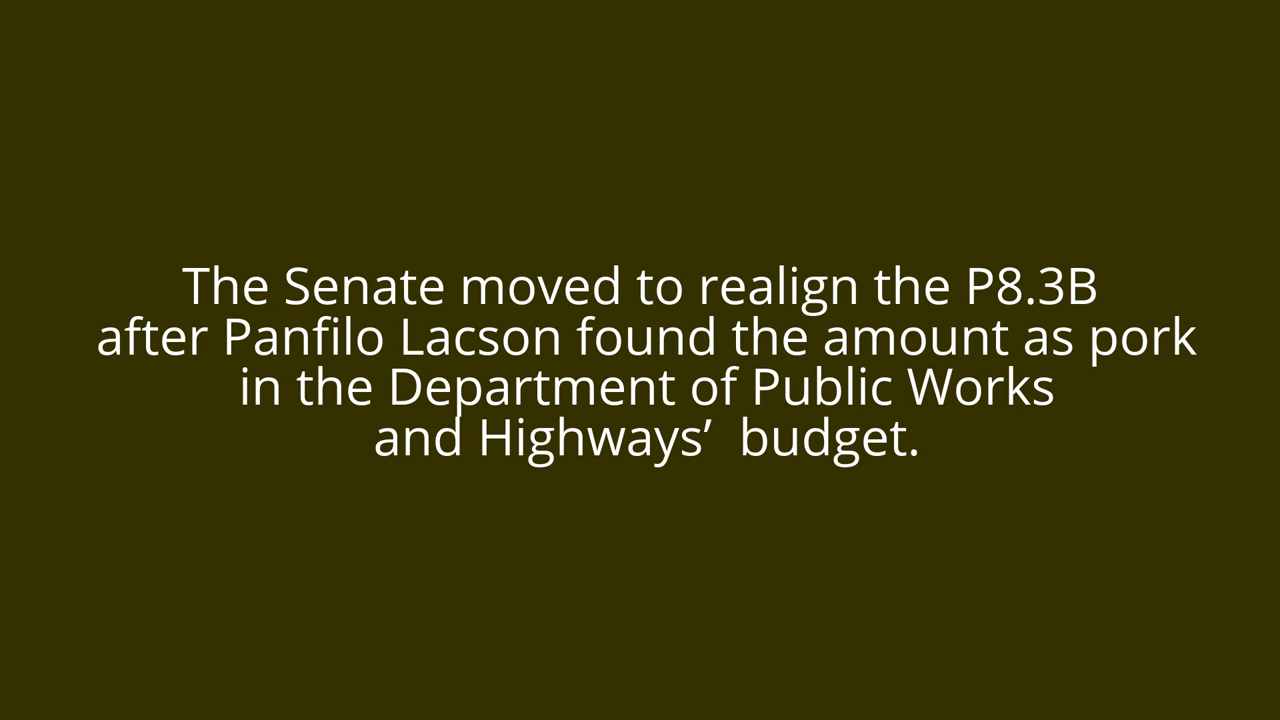 The Senate moved to realign the P8.3B
after Panfilo Lacson found the amount as pork
in the Department of Public Works
and Highways’  budget.